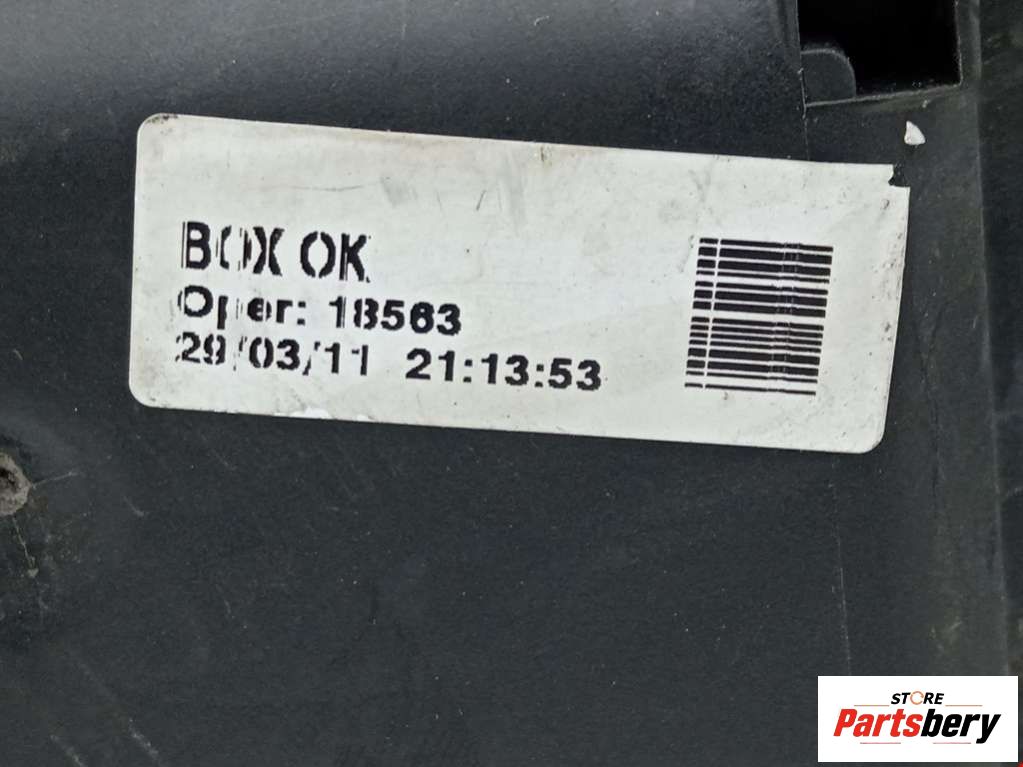 BOX OK
Oper: 18563
29/03/11 21:13:53
STORE
Partsbery